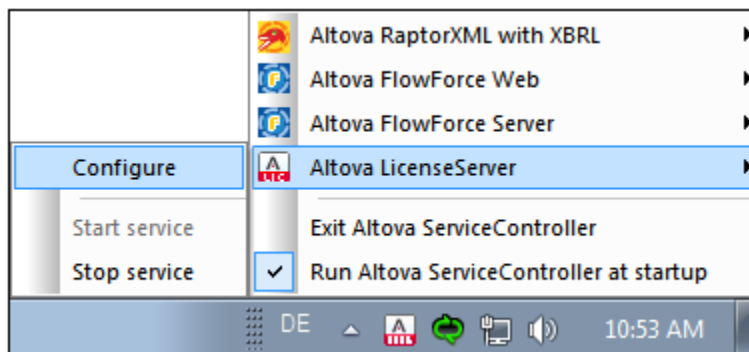 Altova RaptorXML with XBRL
Altova FlowForce Web
Altova FlowForce Server
Configure
Altova LicenseServer
Start service
Exit Altova ServiceController
Stop service
Run Altova ServiceController at startup
DE
10:53 AM